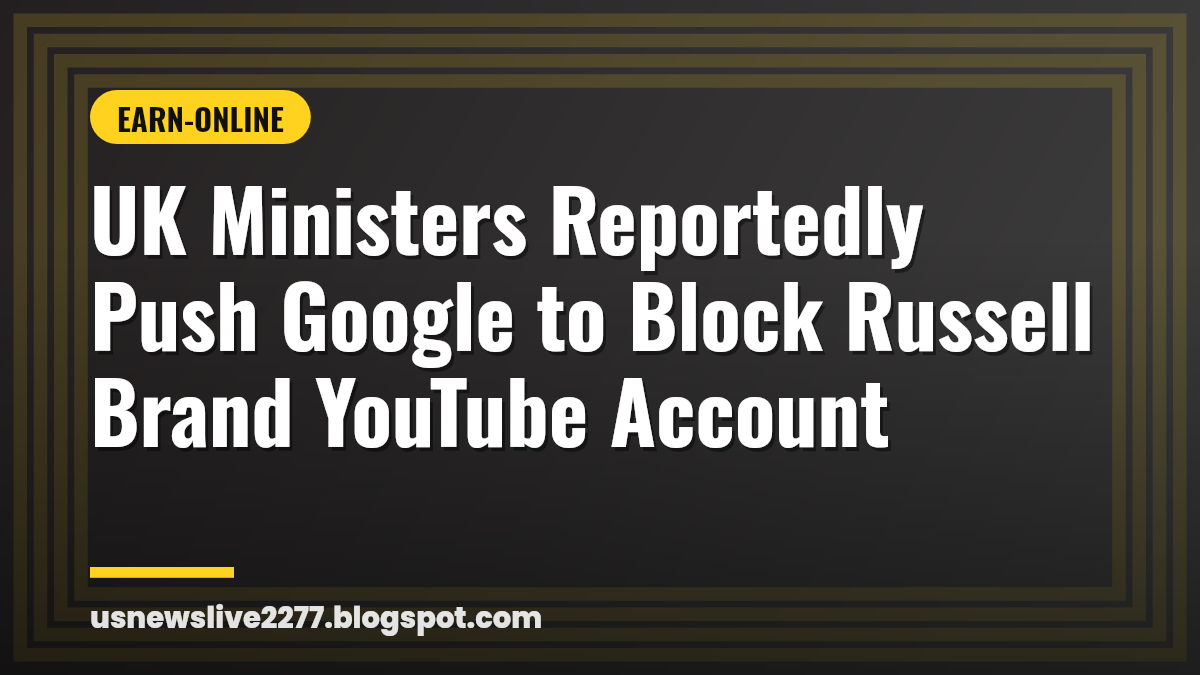 EARN-ONLINE
UK Ministers Reportedly
Push Google to Block Russell
Brand YouTube Account
usnewslive2277.blogspot.com